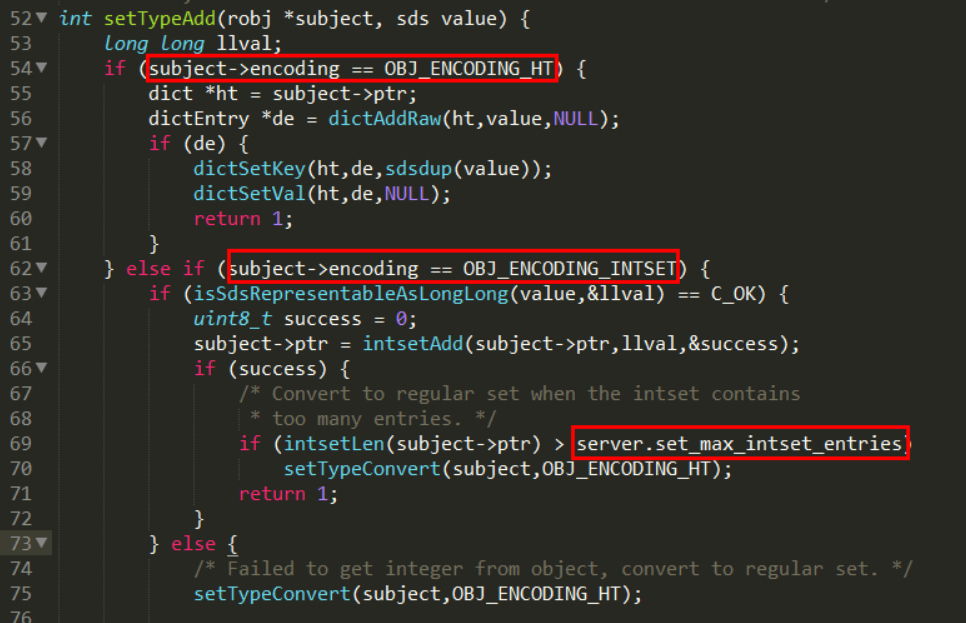 52 int setTypeAdd(robj *subject, sds value) {
53     long long llval;
54     if (subject->encoding == OBJ_ENCODING_HT) {
55         dict *ht = subject->ptr;
56         dictEntry *de = dictAddRaw(ht,value,NULL);
57         if (de) {
58             dictSetKey(ht,de,sdsdup(value));
59             dictSetVal(ht,de,NULL);
60             return 1;
61         }
62     } else if (subject->encoding == OBJ_ENCODING_INTSET) {
63         if (isSdsRepresentableAsLongLong(value,&llval) == C_OK) {
64             uint8_t success = 0;
65             subject->ptr = intsetAdd(subject->ptr,llval,&success);
66             if (success) {
67                 /* Convert to regular set when the intset contains
68                  * too many entries. */
69                 if (intsetLen(subject->ptr) > server.set_max_intset_entries)
70                     setTypeConvert(subject,OBJ_ENCODING_HT);
71                 return 1;
72             }
73         } else {
74             /* Failed to get integer from object, convert to regular set. */
75             setTypeConvert(subject,OBJ_ENCODING_HT);
76